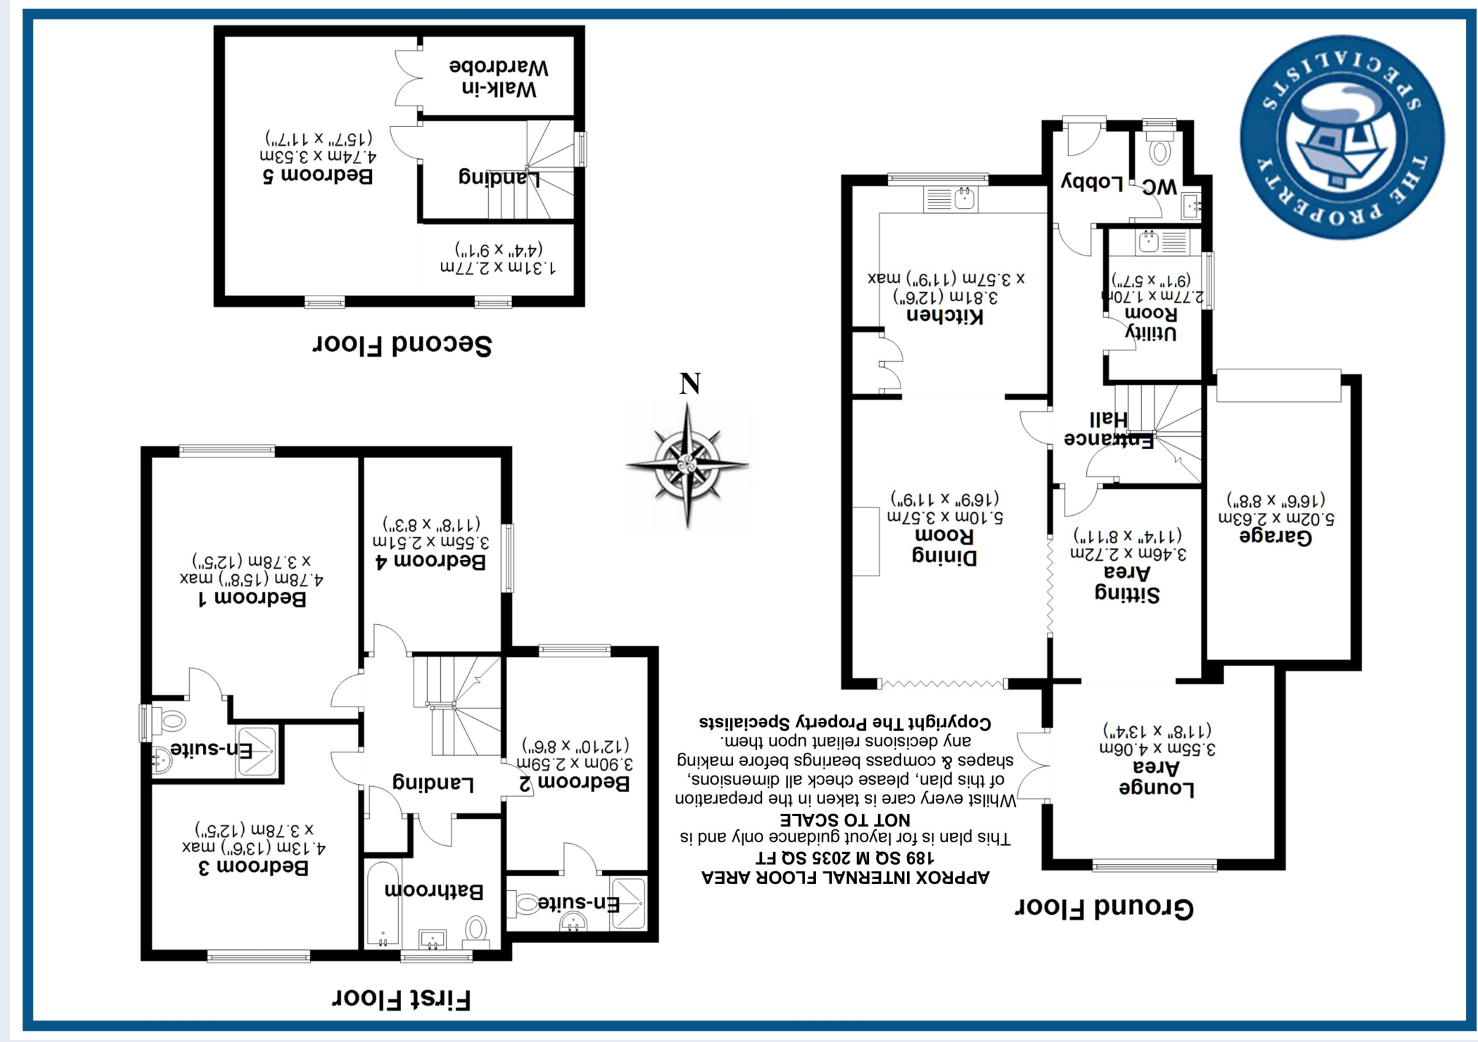 Ground Floor
Lounge
Area
3.55m x 4.06m
(11'8" x 13'4")
Sitting
Area
3.46m x 2.72m
(11'4" x 8'11")
Garage
5.02m x 2.63m
(16'6" x 8'8")
Dining
Room
5.10m x 3.57m
(16'9" x 11'9")
Entrance
Hall
Utility
Room
2.77m x 1.70m
(9'1" x 5'7")
Kitchen
3.81m (12'6")
x 3.57m (11'9") max
WC
Lobby
First Floor
En-suite
Bathroom
Bedroom 3
4.13m (13'6") max
x 3.78m (12'5")
Bedroom 2
3.90m x 2.59m
(12'10" x 8'6")
Landing
En-suite
Bedroom 1
4.78m (15'8") max
x 3.78m (12'5")
Bedroom 4
3.55m x 2.51m
(11'8" x 8'3")
Second Floor
1.31m x 2.77m
(4'4" x 9'1")
Landing
Bedroom 5
4.74m x 3.53m
(15'7" x 11'7")
Walk-in
Wardrobe
APPROX INTERNAL FLOOR AREA
189 SQ M 2035 SQ FT
This plan is for layout guidance only and is
NOT TO SCALE
Whilst every care is taken in the preparation
of this plan, please check all dimensions,
shapes & compass bearings before making
any decisions reliant upon them.
Copyright The Property Specialists
N
THE PROPERTY
SPECIALISTS